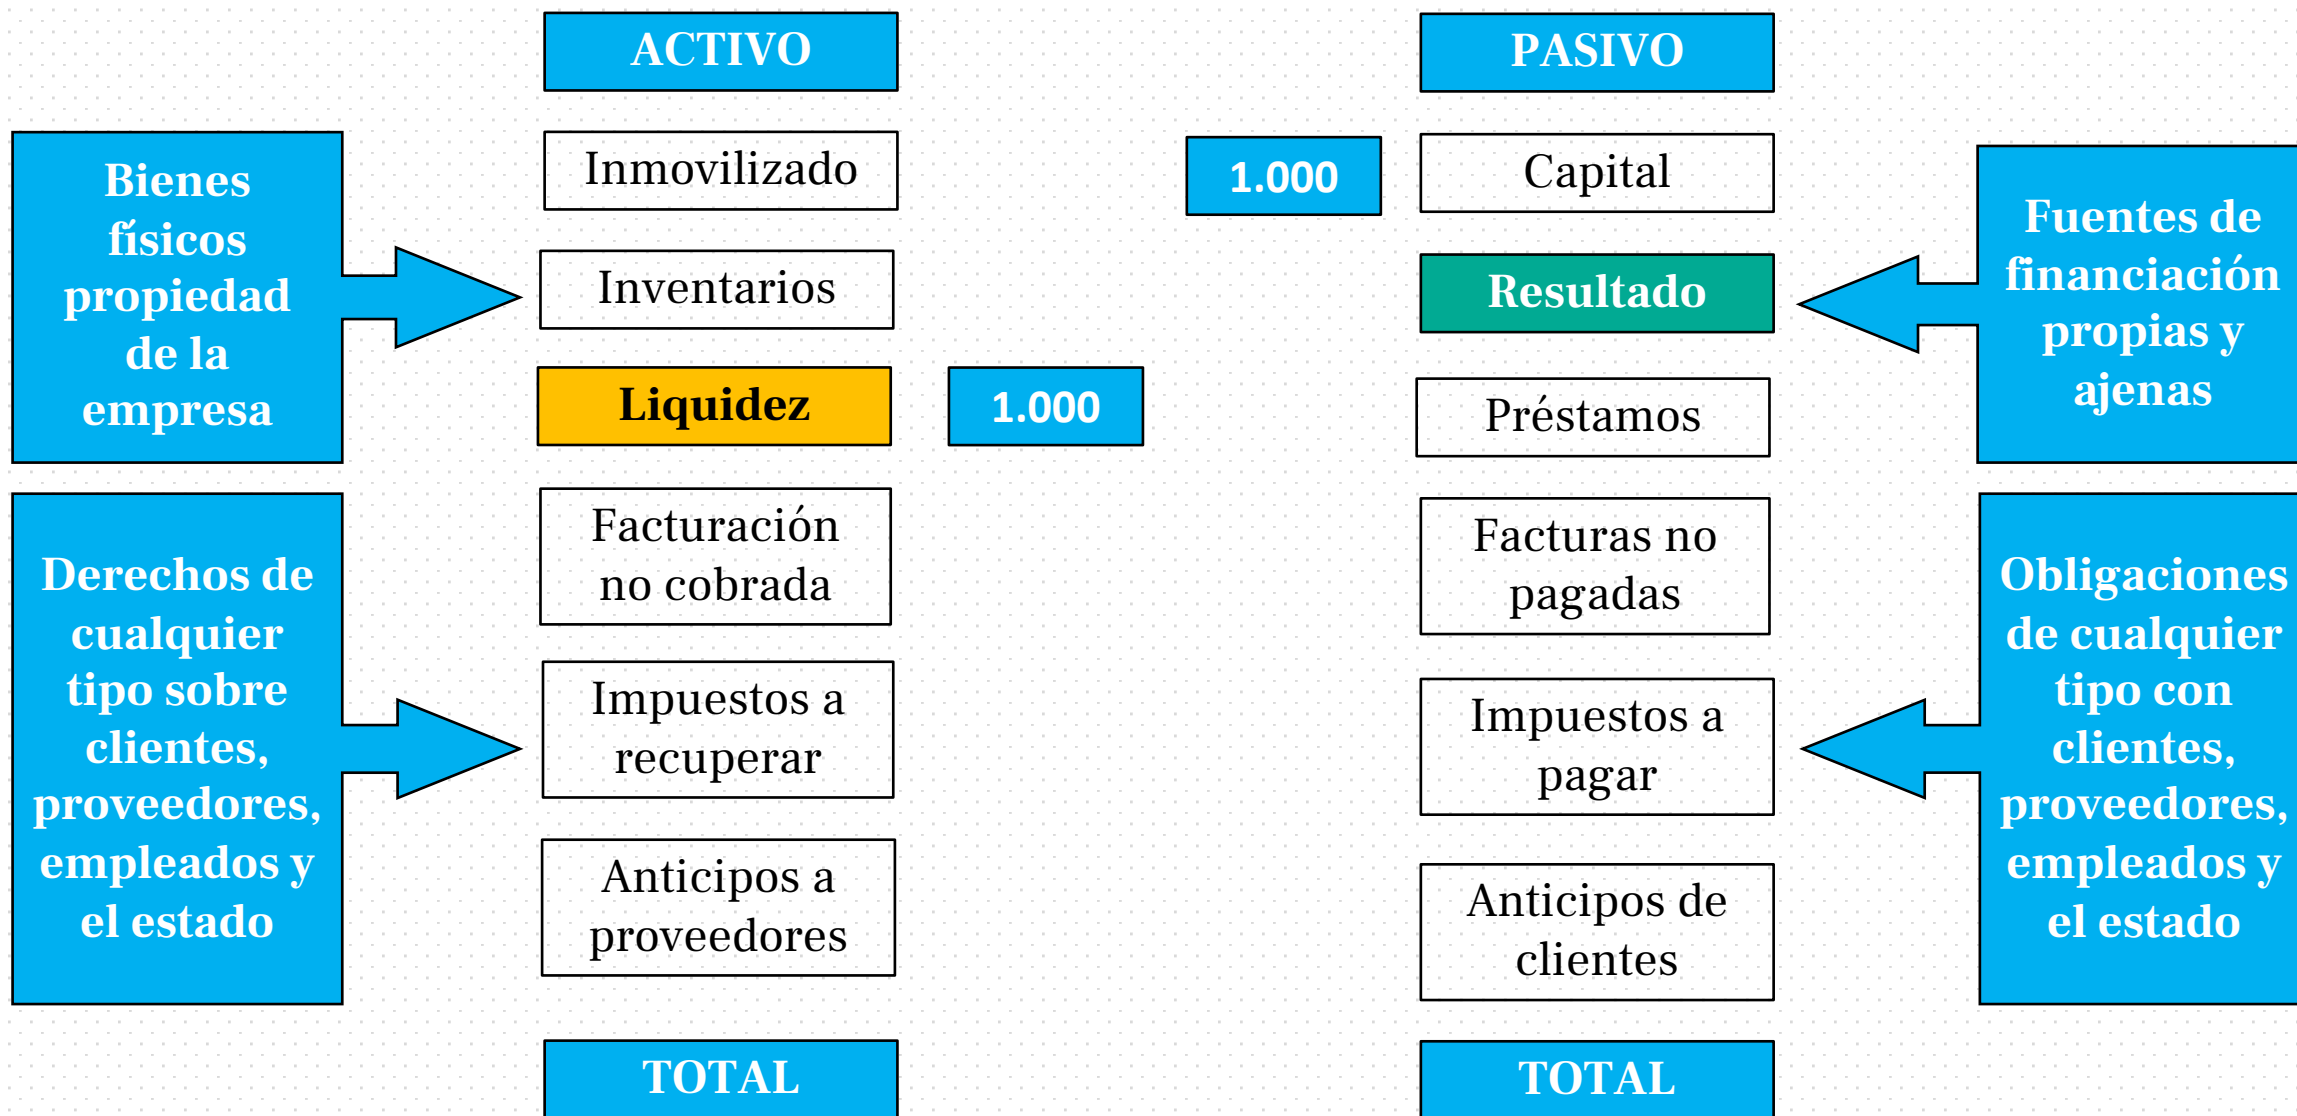 ACTIVO
PASIVO
Bienes
físicos
propiedad
de la
empresa
Inmovilizado
1.000
Capital
Inventarios
Resultado
Fuentes de
financiación
propias y
ajenas
Liquidez
1.000
Préstamos
Derechos de
cualquier
tipo sobre
clientes,
proveedores,
empleados y
el estado
Facturación
no cobrada
Facturas no
pagadas
Impuestos a
recuperar
Impuestos a
pagar
Anticipos a
proveedores
Anticipos de
clientes
Obligaciones
de cualquier
tipo con
clientes,
proveedores,
empleados y
el estado
TOTAL
TOTAL